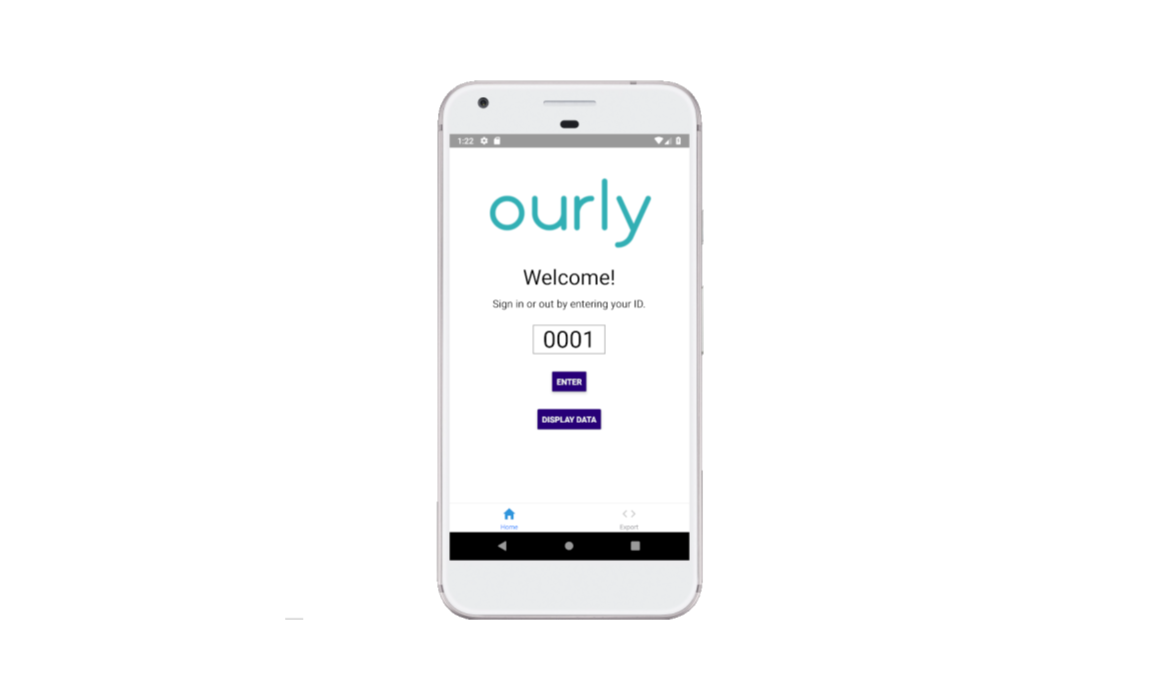 1:22
ourly
Welcome!
Sign in or out by entering your ID.
0001
ENTER
DISPLAY DATA
Home
Export